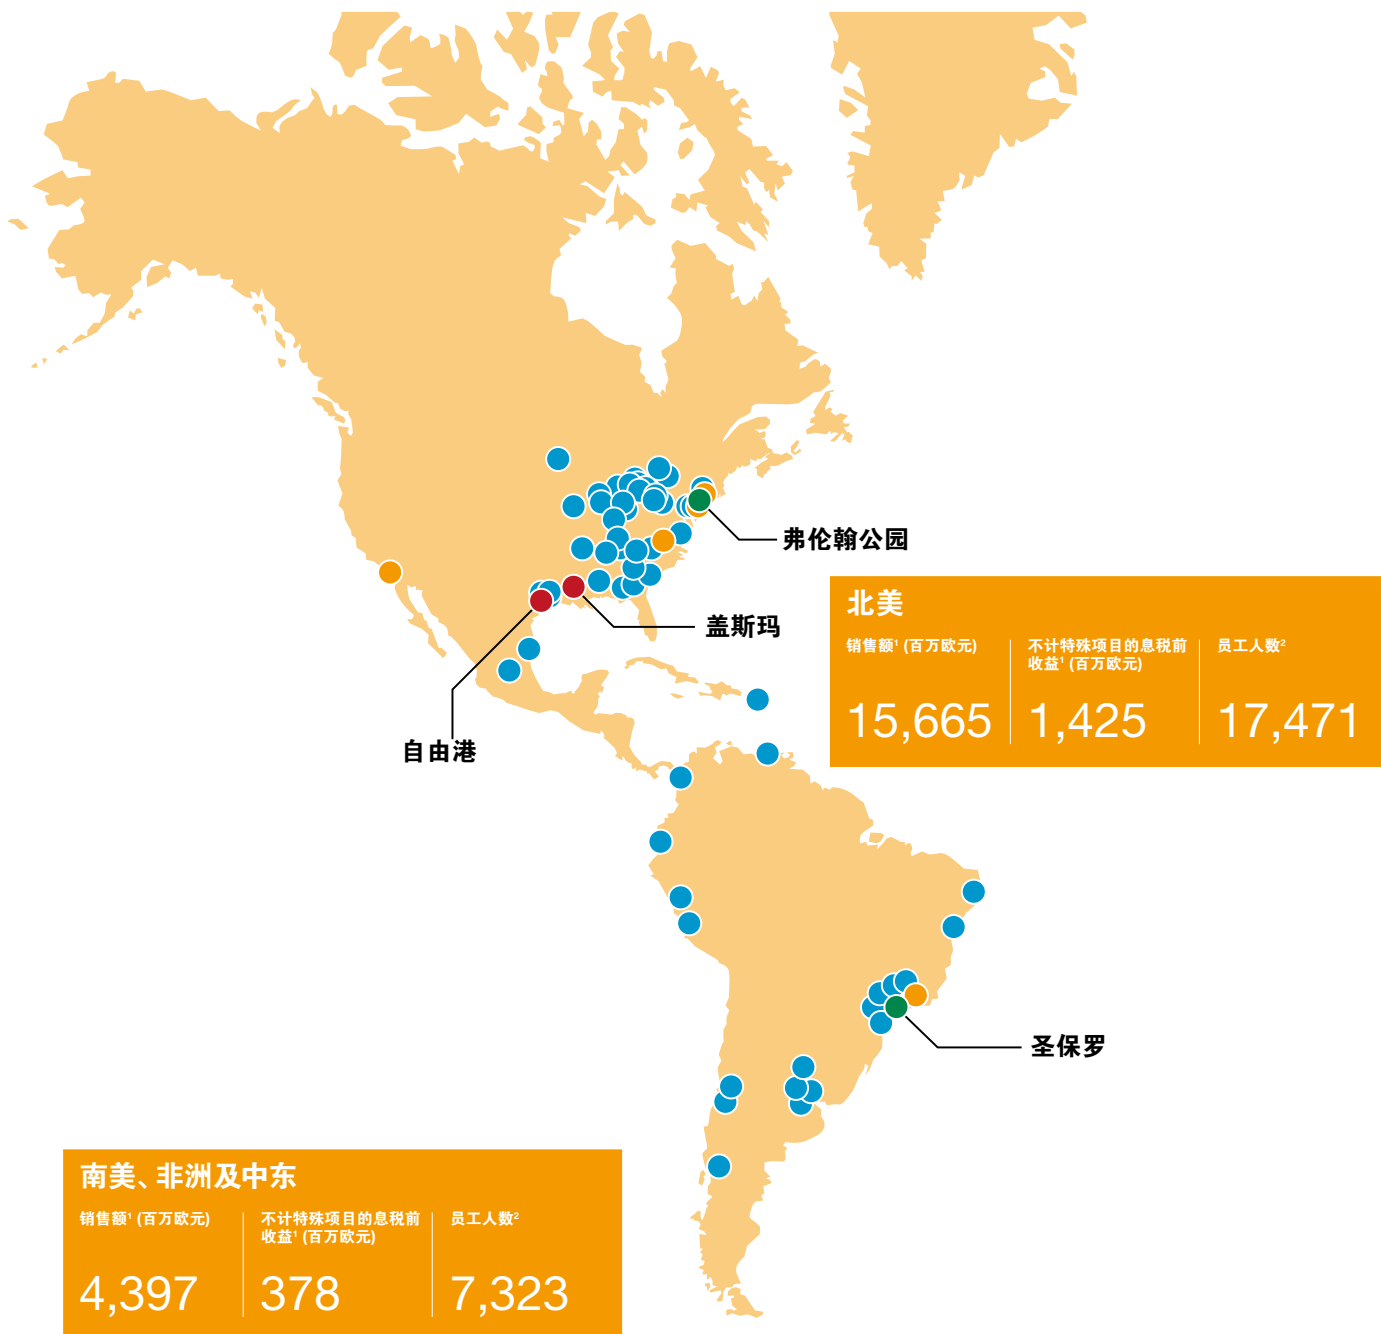 弗伦翰公园
北美
销售额¹ (百万欧元)
不计特殊项目的息税前
收益¹ (百万欧元)
员工人数²
15,665
1,425
17,471
盖斯玛
自由港
圣保罗
南美、非洲及中东
销售额¹ (百万欧元)
不计特殊项目的息税前
收益¹ (百万欧元)
员工人数²
4,397
378
7,323